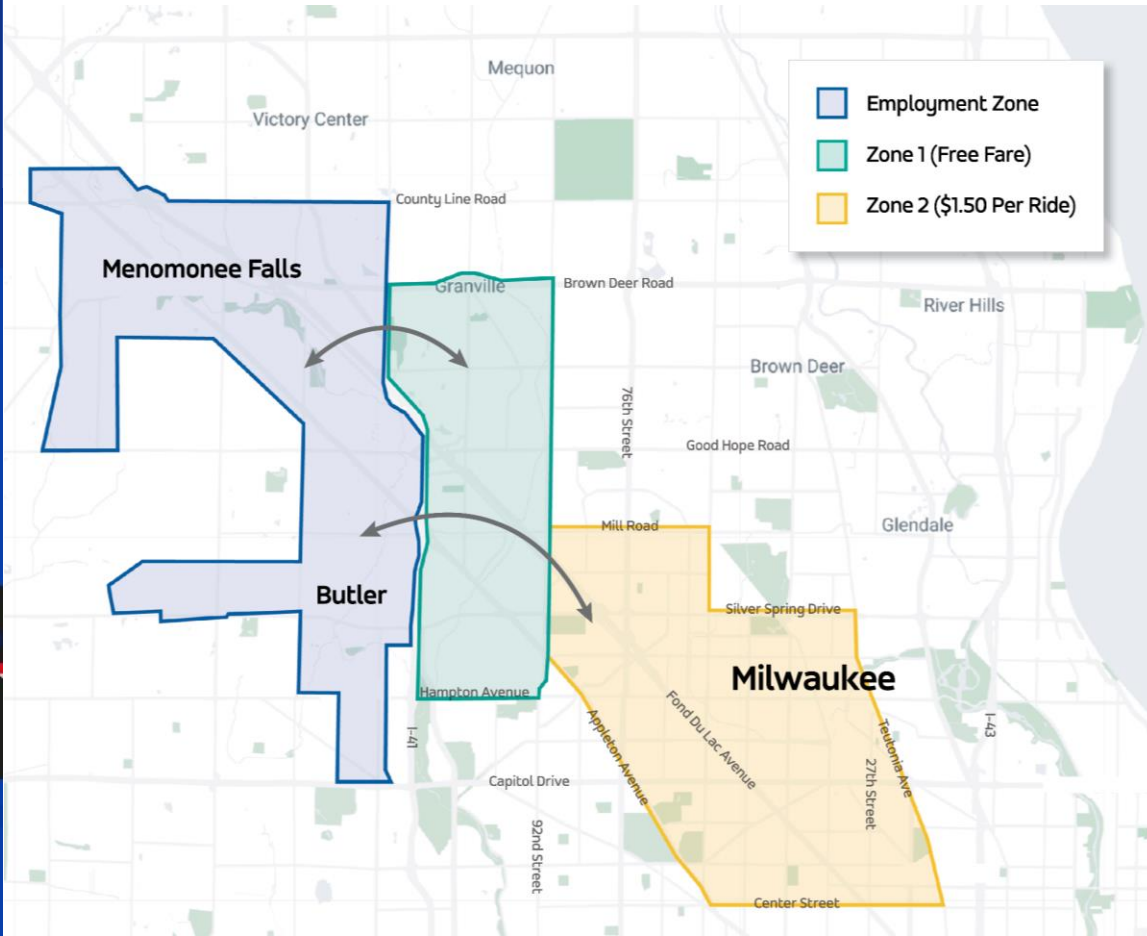 Mequon
Victory Center
Employment Zone
Zone 1 (Free Fare)
Zone 2 ($1.50 Per Ride)
County Line Road
Menomonee Falls
Granville
Brown Deer Road
River Hills
Brown Deer
76th Street
Good Hope Road
Mill Road
Glendale
Butler
Silver Spring Drive
Milwaukee
Hampton Avenue
Fond Du Lac Avenue
Appleton Avenue
I-41
Teutonia Ave
I-43
27th Street
Capitol Drive
92nd Street
Center Street